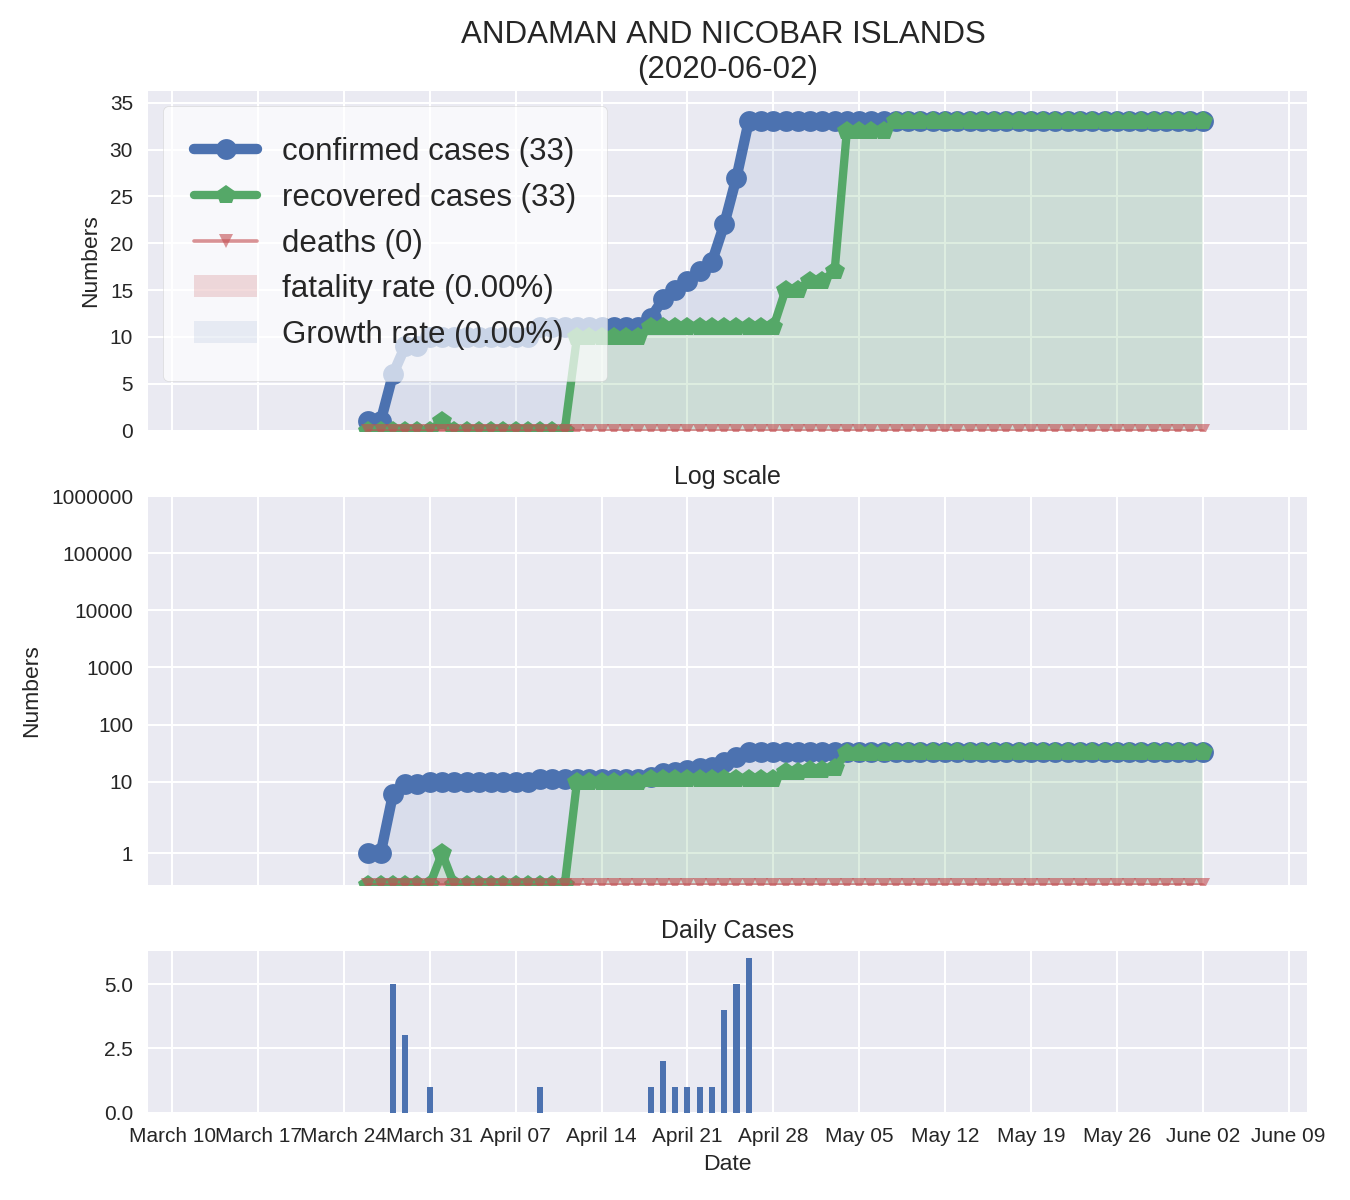 ANDAMAN AND NICOBAR ISLANDS
(2020-06-02)
35
30
25
20
15
10
5
0
Numbers
confirmed cases (33)
recovered cases (33)
deaths (0)
fatality rate (0.00%)
Growth rate (0.00%)
Log scale
1000000
100000
10000
1000
100
10
1
Numbers
Daily Cases
5.0
2.5
0.0
March 10 March 17 March 24 March 31 April 07 April 14 April 21 April 28 May 05 May 12 May 19 May 26 June 02 June 09
Date